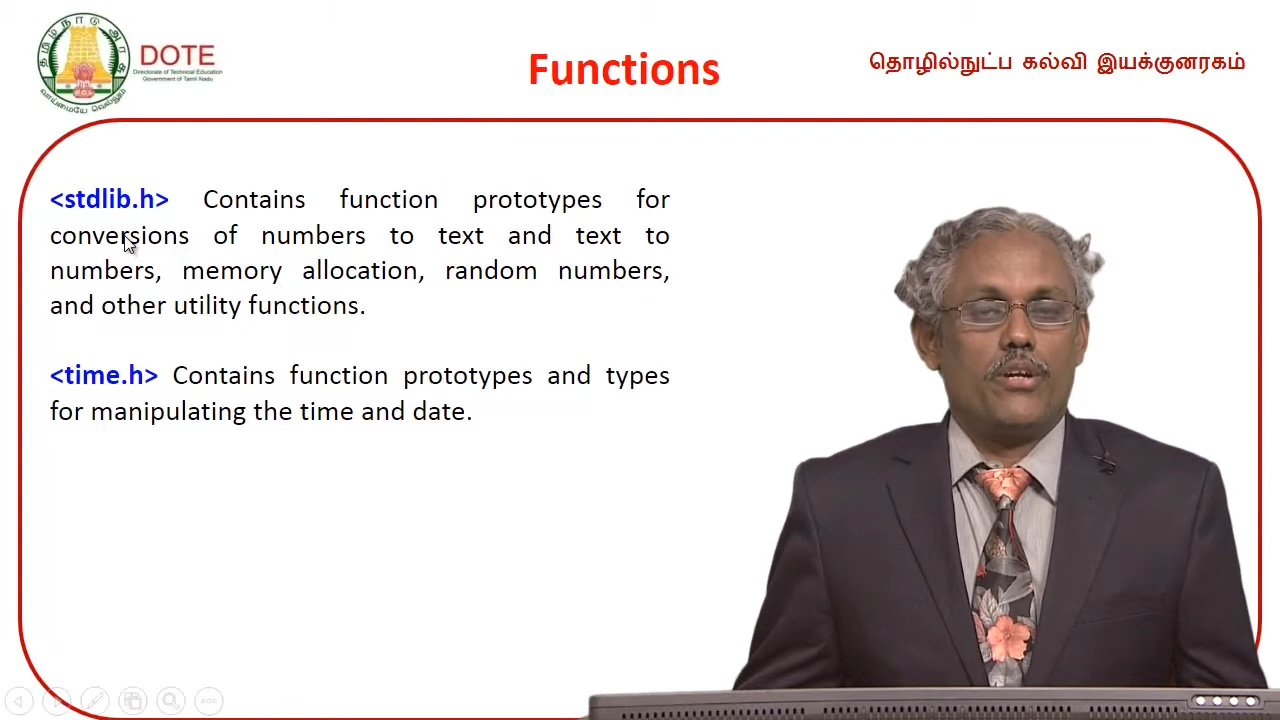 தமிழ்நாடு அரசு
வாய்மையே வெல்லும்
DOTE
Directorate of Technical Education
Government of Tamil Nadu
Functions
தொழில்நுட்ப கல்வி இயக்குனரகம்
<stdlib.h> Contains function prototypes for
conversions of numbers to text and text to
numbers, memory allocation, random numbers,
and other utility functions.
<time.h> Contains function prototypes and types
for manipulating the time and date.